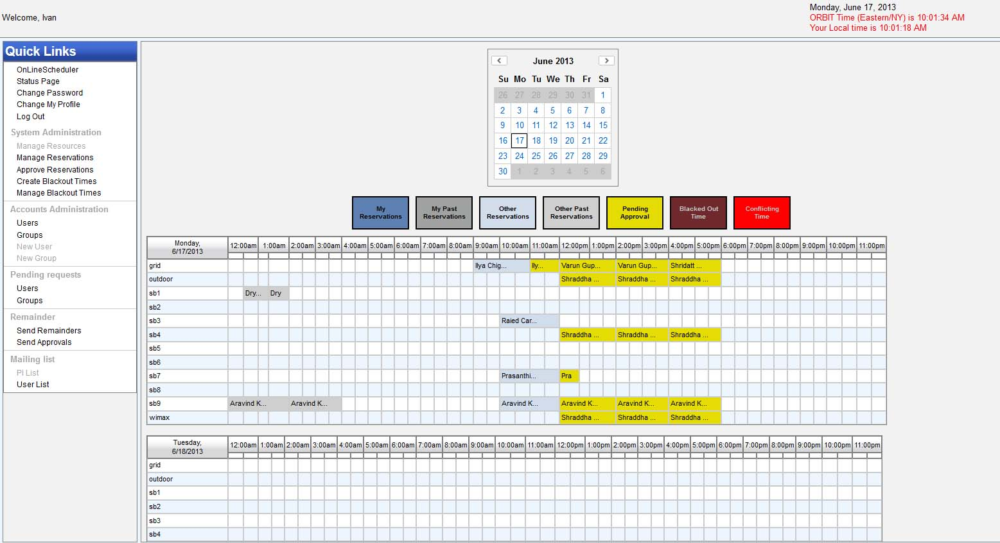 Welcome, Ivan
Monday, June 17, 2013
ORBIT Time (Eastern/NY) is 10:01:34 AM
Your Local time is 10:01:18 AM
Quick Links
OnLineScheduler
Status Page
Change Password
Change My Profile
Log Out
System Administration
Manage Resources
Manage Reservations
Approve Reservations
Create Blackout Times
Manage Blackout Times
Accounts Administration
Users
Groups
New User
New Group
Pending requests
Users
Groups
Remainder
Send Remainders
Send Approvals
Mailing list
PI List
User List
< June 2013 >
Su Mo Tu We Th Fr Sa
26 27 28 29 30 31 1
2 3 4 5 6 7 8
9 10 11 12 13 14 15
16 17 18 19 20 21 22
23 24 25 26 27 28 29
30 1 2 3 4 5 6
My Reservations
My Past Reservations
Other Reservations
Other Past Reservations
Pending Approval
Blacked Out Time
Conflicting Time
Monday, 6/17/2013 12:00am 1:00am 2:00am 3:00am 4:00am 5:00am 6:00am 7:00am 8:00am 9:00am 10:00am 11:00am 12:00pm 1:00pm 2:00pm 3:00pm 4:00pm 5:00pm 6:00pm 7:00pm 8:00pm 9:00pm 10:00pm 11:00pm
grid Ilya Chig... Ily... Varun Gup... Varun Gup... Shridatt ...
outdoor Shraddha ... Shraddha ... Shraddha ...
sb1 Dry... Dry
sb2
sb3 Raied Car...
sb4 Shraddha ... Shraddha ... Shraddha ...
sb5
sb6
sb7 Prasanthi... Pra
sb8
sb9 Aravind K... Aravind K... Aravind K... Aravind K... Aravind K... Aravind K...
wimax Shraddha ... Shraddha ... Shraddha ...
Tuesday, 6/18/2013 12:00am 1:00am 2:00am 3:00am 4:00am 5:00am 6:00am 7:00am 8:00am 9:00am 10:00am 11:00am 12:00pm 1:00pm 2:00pm 3:00pm 4:00pm 5:00pm 6:00pm 7:00pm 8:00pm 9:00pm 10:00pm 11:00pm
grid
outdoor
sb1
sb2
sb3
sb4